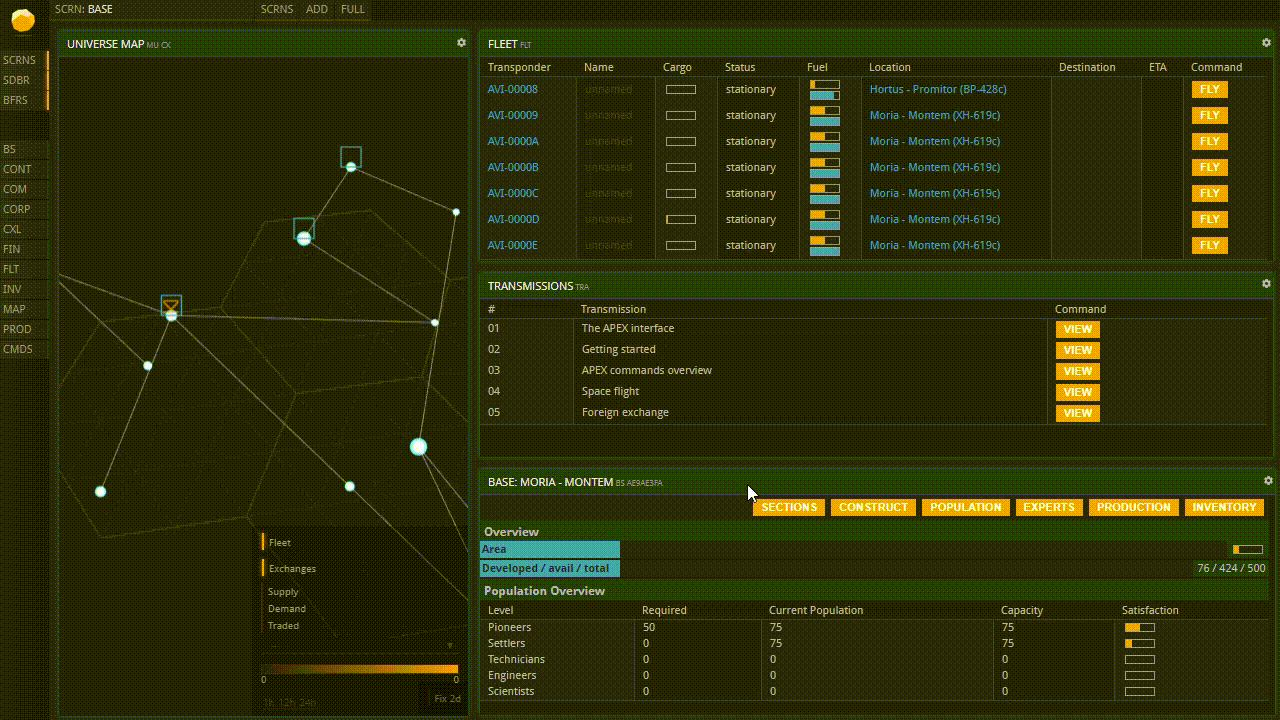 SCRN: BASE SCRNS ADD FULL
SCRNS
SDBR
BFRS
BS
CONT
COM
CORP
CXL
FIN
FLT
INV
MAP
PROD
CMDS
UNIVERSE MAP MU CX
Fleet
Exchanges
Supply
Demand
Traded
0 0
1h 12h 24h Fix 2d
FLEET FLT
Transponder Name Cargo Status Fuel Location Destination ETA Command
AVI-00008 unnamed stationary Hortus - Promitor (BP-428c) FLY
AVI-00009 unnamed stationary Moria - Montem (XH-619c) FLY
AVI-0000A unnamed stationary Moria - Montem (XH-619c) FLY
AVI-0000B unnamed stationary Moria - Montem (XH-619c) FLY
AVI-0000C unnamed stationary Moria - Montem (XH-619c) FLY
AVI-0000D unnamed stationary Moria - Montem (XH-619c) FLY
AVI-0000E unnamed stationary Moria - Montem (XH-619c) FLY
TRANSMISSIONS TRA
# Transmission Command
01 The APEX interface VIEW
02 Getting started VIEW
03 APEX commands overview VIEW
04 Space flight VIEW
05 Foreign exchange VIEW
BASE: MORIA - MONTEM BS AE9AE3FA
SECTIONS CONSTRUCT POPULATION EXPERTS PRODUCTION INVENTORY
Overview
Area
Developed / avail / total 76 / 424 / 500
Population Overview
Level Required Current Population Capacity Satisfaction
Pioneers 50 75 75
Settlers 0 75 75
Technicians 0 0 0
Engineers 0 0 0
Scientists 0 0 0